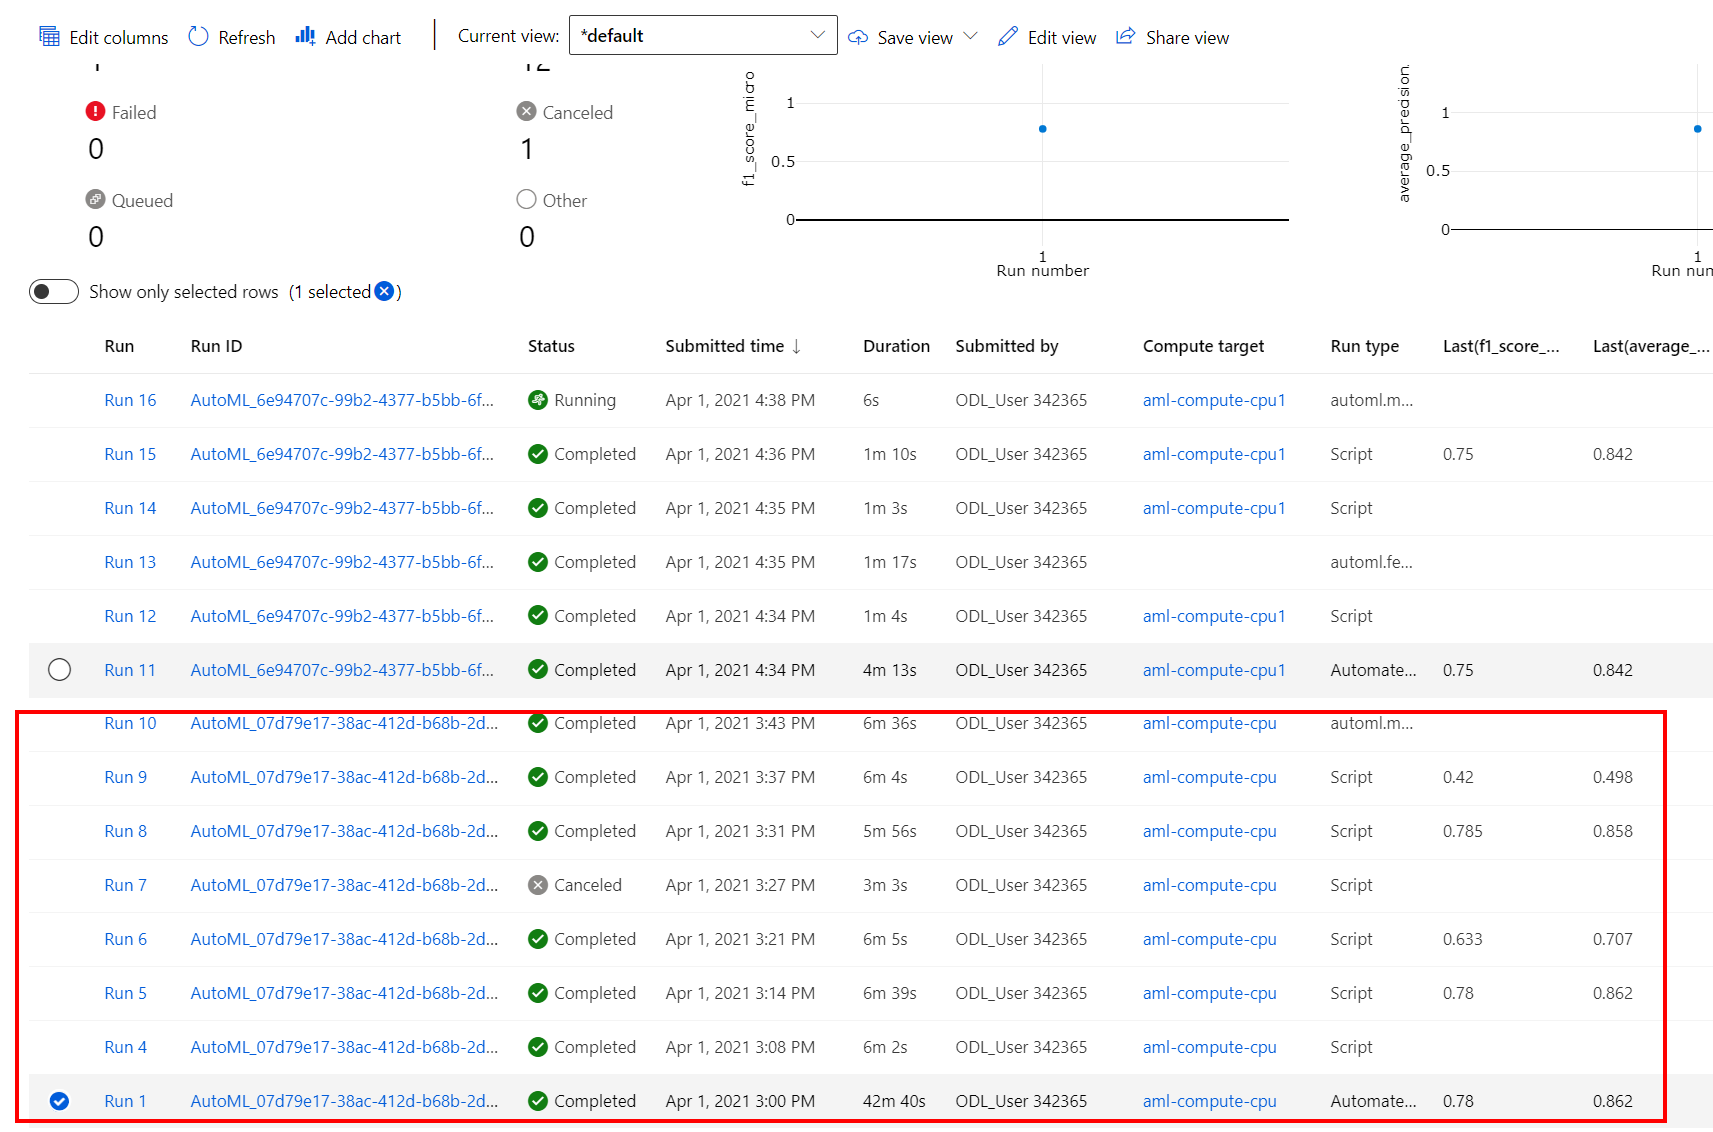 Edit columns Refresh Add chart Current view: *default Save view Edit view Share view
1 12
Failed Canceled
0 1
Queued Other
0 0
f1_score_micro
1
0.5
0
1
Run number
average_precision
1
0.5
0
1
Run num
Show only selected rows (1 selected )
Run Run ID Status Submitted time ↓ Duration Submitted by Compute target Run type Last(f1_score_... Last(average_...
Run 16 AutoML_6e94707c-99b2-4377-b5bb-6f... Running Apr 1, 2021 4:38 PM 6s ODL_User 342365 aml-compute-cpu1 automl.m...
Run 15 AutoML_6e94707c-99b2-4377-b5bb-6f... Completed Apr 1, 2021 4:36 PM 1m 10s ODL_User 342365 aml-compute-cpu1 Script 0.75 0.842
Run 14 AutoML_6e94707c-99b2-4377-b5bb-6f... Completed Apr 1, 2021 4:35 PM 1m 3s ODL_User 342365 aml-compute-cpu1 Script
Run 13 AutoML_6e94707c-99b2-4377-b5bb-6f... Completed Apr 1, 2021 4:35 PM 1m 17s ODL_User 342365 automl.fe...
Run 12 AutoML_6e94707c-99b2-4377-b5bb-6f... Completed Apr 1, 2021 4:34 PM 1m 4s ODL_User 342365 aml-compute-cpu1 Script
Run 11 AutoML_6e94707c-99b2-4377-b5bb-6f... Completed Apr 1, 2021 4:34 PM 4m 13s ODL_User 342365 aml-compute-cpu1 Automate... 0.75 0.842
Run 10 AutoML_07d79e17-38ac-412d-b68b-2d... Completed Apr 1, 2021 3:43 PM 6m 36s ODL_User 342365 aml-compute-cpu automl.m...
Run 9 AutoML_07d79e17-38ac-412d-b68b-2d... Completed Apr 1, 2021 3:37 PM 6m 4s ODL_User 342365 aml-compute-cpu Script 0.42 0.498
Run 8 AutoML_07d79e17-38ac-412d-b68b-2d... Completed Apr 1, 2021 3:31 PM 5m 56s ODL_User 342365 aml-compute-cpu Script 0.785 0.858
Run 7 AutoML_07d79e17-38ac-412d-b68b-2d... Canceled Apr 1, 2021 3:27 PM 3m 3s ODL_User 342365 aml-compute-cpu Script
Run 6 AutoML_07d79e17-38ac-412d-b68b-2d... Completed Apr 1, 2021 3:21 PM 6m 5s ODL_User 342365 aml-compute-cpu Script 0.633 0.707
Run 5 AutoML_07d79e17-38ac-412d-b68b-2d... Completed Apr 1, 2021 3:14 PM 6m 39s ODL_User 342365 aml-compute-cpu Script 0.78 0.862
Run 4 AutoML_07d79e17-38ac-412d-b68b-2d... Completed Apr 1, 2021 3:08 PM 6m 2s ODL_User 342365 aml-compute-cpu Script
Run 1 AutoML_07d79e17-38ac-412d-b68b-2d... Completed Apr 1, 2021 3:00 PM 42m 40s ODL_User 342365 aml-compute-cpu Automate... 0.78 0.862